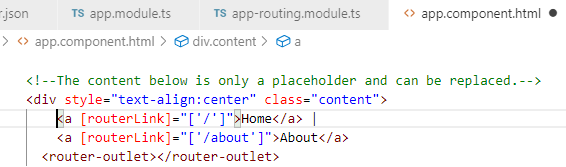 r.json TS app.module.ts TS app-routing.module.ts app.component.html ●
> app.component.html > div.content > a
<!--The content below is only a placeholder and can be replaced.-->
<div style="text-align:center" class="content">
<a [routerLink]="['/']">Home</a> |
<a [routerLink]="['/about']">About</a>
<router-outlet></router-outlet>